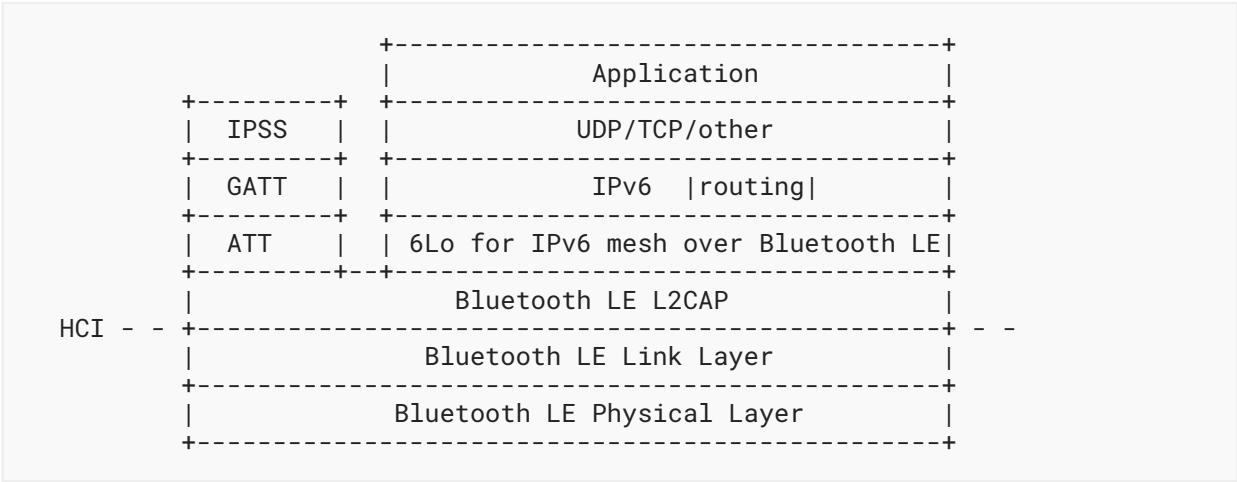 +------------------------------------+
                     |             Application            |
        +---------+  +------------------------------------+
        |  IPSS   |  |            UDP/TCP/other           |
        +---------+  +------------------------------------+
        |  GATT   |  |             IPv6  |routing|        |
        +---------+  +------------------------------------+
        |  ATT    |  | 6Lo for IPv6 mesh over Bluetooth LE|
        +---------+--+------------------------------------+
        |                 Bluetooth LE L2CAP              |
HCI - - +-------------------------------------------------+ - -
        |               Bluetooth LE Link Layer           |
        +-------------------------------------------------+
        |             Bluetooth LE Physical Layer         |
        +-------------------------------------------------+